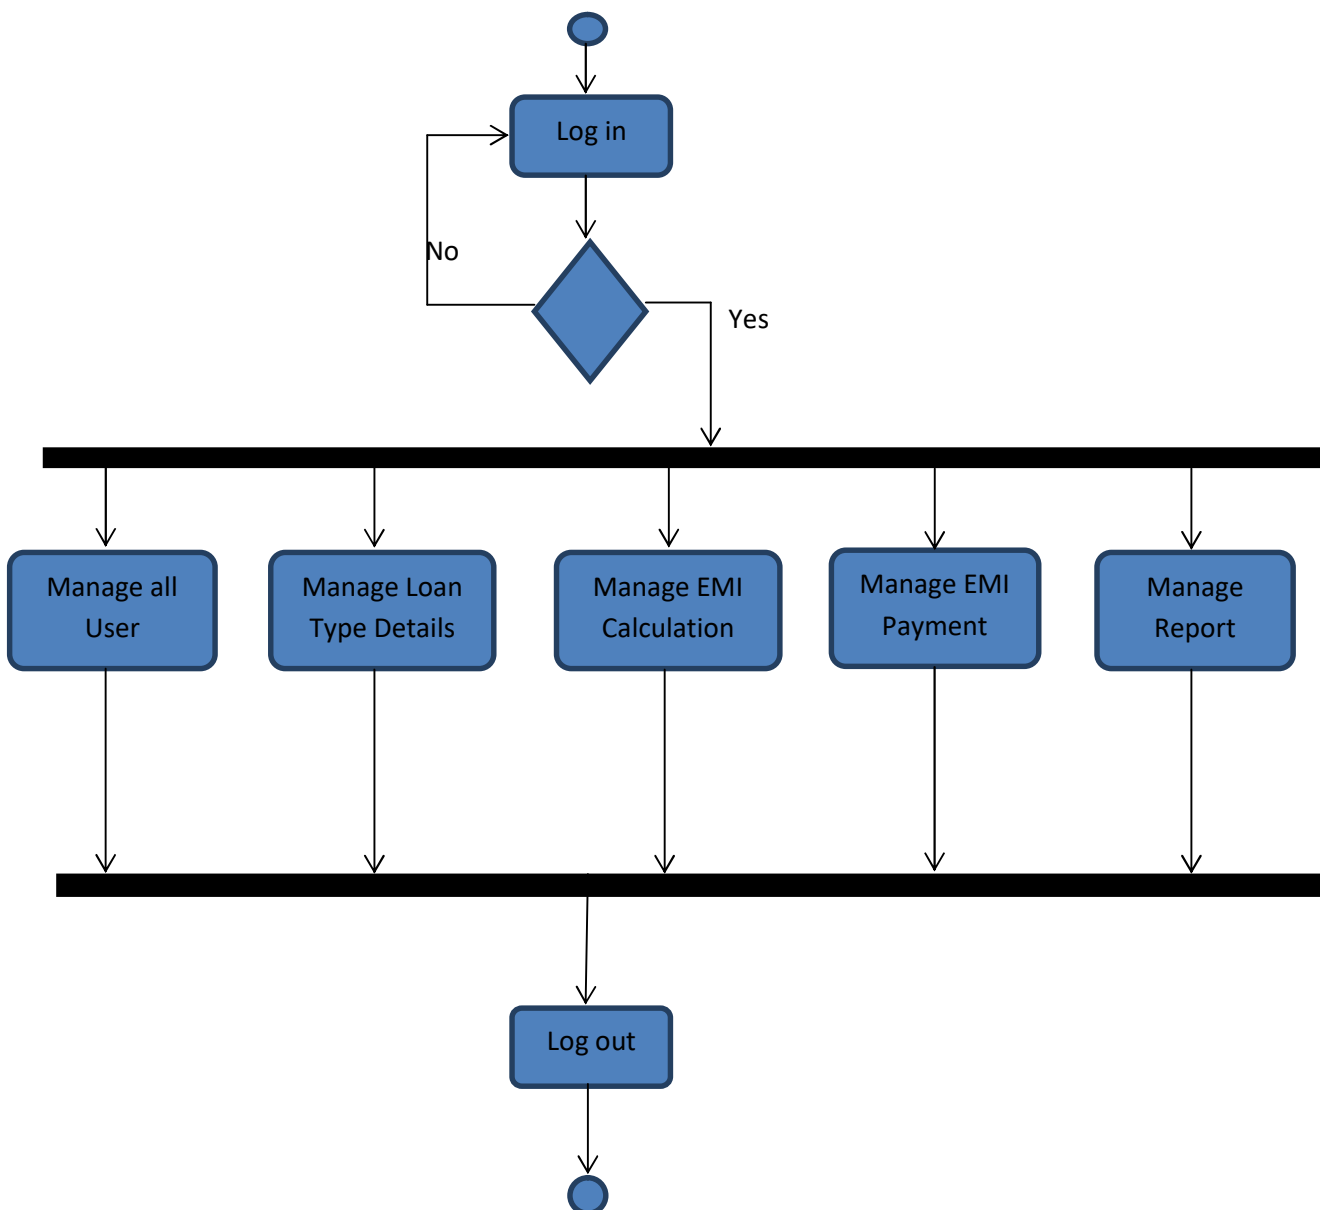 Log in
No
Yes
Manage all
User
Manage Loan
Type Details
Manage EMI
Calculation
Manage EMI
Payment
Manage
Report
Log out